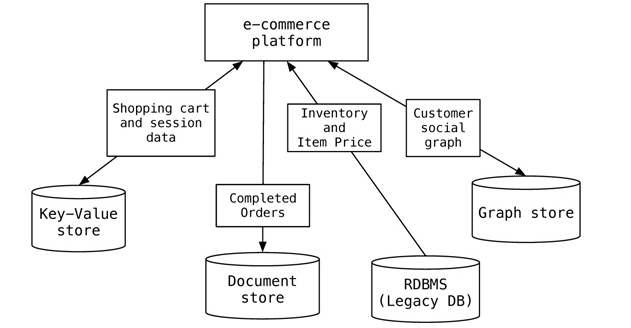 e-commerce
platform
Shopping cart
and session
data
Inventory
and
Item Price
Customer
social
graph
Completed
Orders
Key-Value
store
Graph store
Document
store
RDBMS
(Legacy DB)